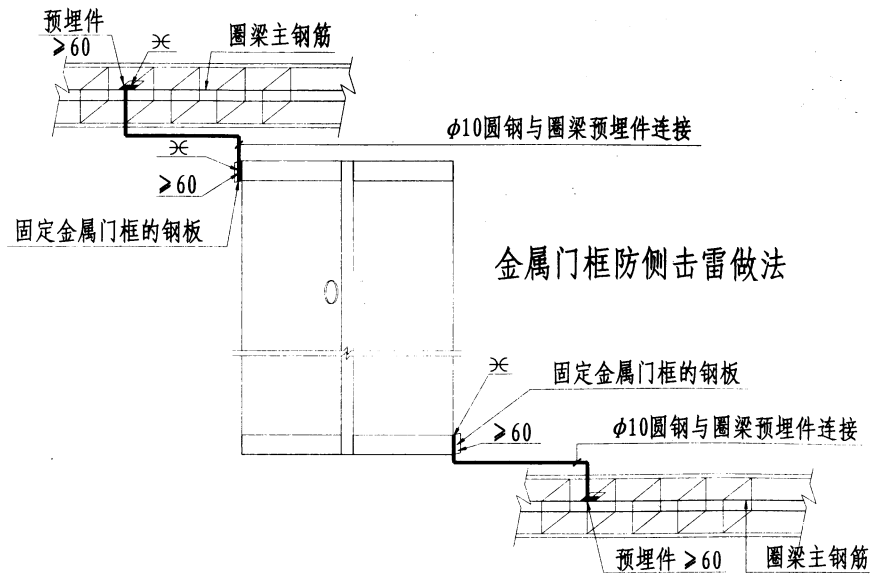 预埋件
≥60
圈梁主钢筋
φ10圆钢与圈梁预埋件连接
≥60
固定金属门框的钢板
金属门框防侧击雷做法
固定金属门框的钢板
≥60
φ10圆钢与圈梁预埋件连接
预埋件≥60
圈梁主钢筋